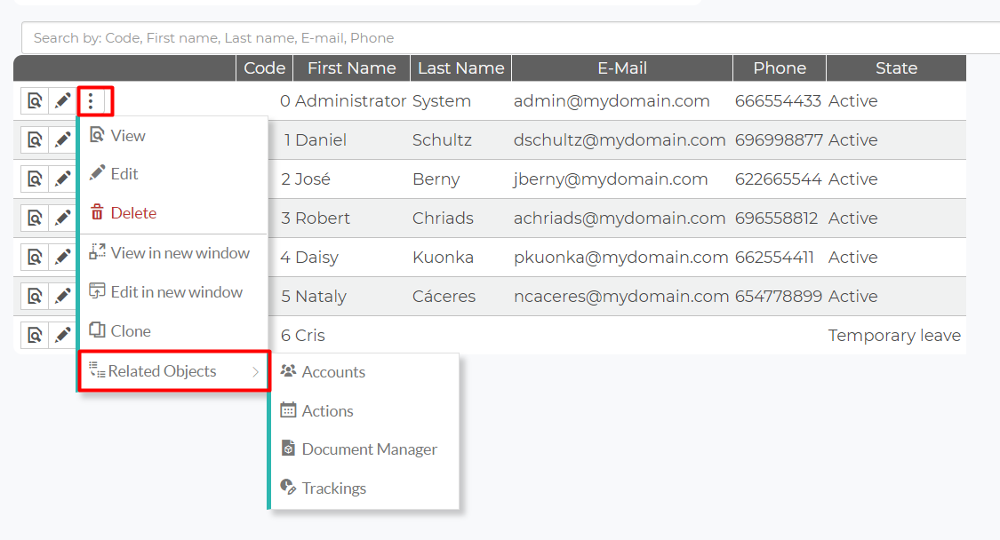 Search by: Code, First name, Last name, E-mail, Phone
Code First Name Last Name E-Mail Phone State
0 Administrator System admin@mydomain.com 666554433 Active
1 Daniel Schultz dschultz@mydomain.com 696998877 Active
2 José Berny jberny@mydomain.com 622665544 Active
3 Robert Chriads achriads@mydomain.com 696558812 Active
4 Daisy Kuonka pkuonka@mydomain.com 662554411 Active
5 Nataly Cáceres ncaceres@mydomain.com 654778899 Active
6 Cris Temporary leave
View
Edit
Delete
View in new window
Edit in new window
Clone
Related Objects
Accounts
Actions
Document Manager
Trackings